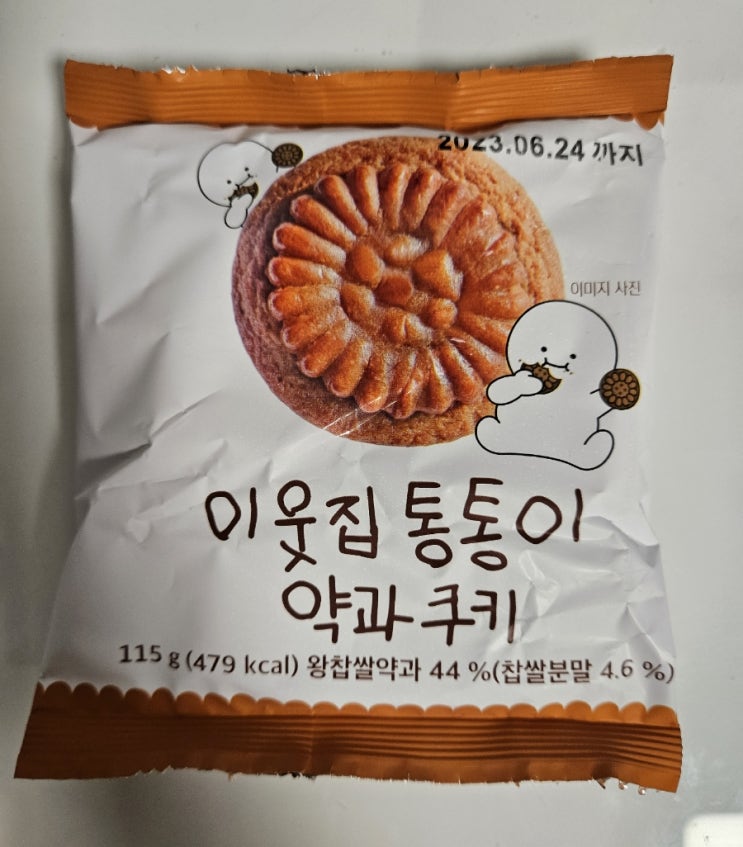 2023.06.24 까지
이미지 사진
이웃집 통통이
약과쿠키
115 g (479 kcal) 왕찹쌀약과 44 %(찹쌀분말 4.6 %)